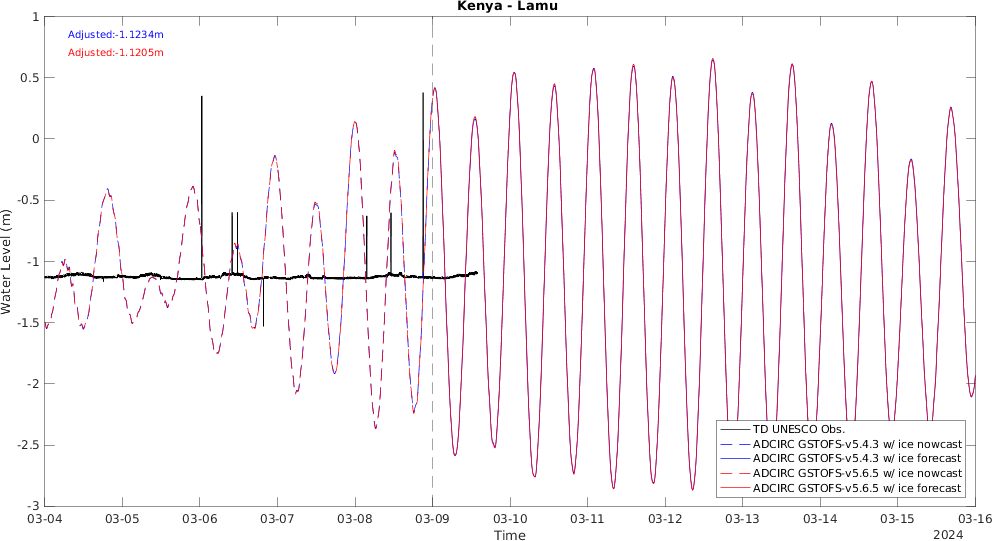 Kenya - Lamu
Adjusted:-1.1234m
Adjusted:-1.1205m
1
0.5
0
-0.5
-1
-1.5
-2
-2.5
-3
Water Level (m)
TD UNESCO Obs.
ADCIRC GSTOFS-v5.4.3 w/ ice nowcast
ADCIRC GSTOFS-v5.4.3 w/ ice forecast
ADCIRC GSTOFS-v5.6.5 w/ ice nowcast
ADCIRC GSTOFS-v5.6.5 w/ ice forecast
03-04 03-05 03-06 03-07 03-08 03-09 03-10 03-11 03-12 03-13 03-14 03-15 03-16
Time
2024